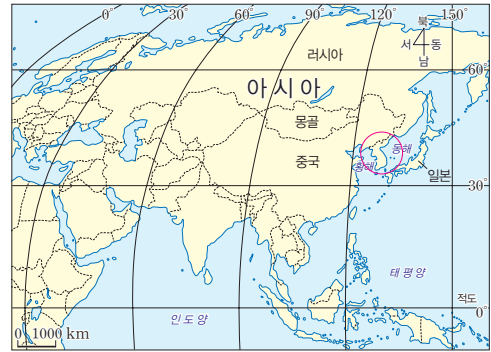 0° 30° 60° 90° 120° 150°
북
서 동
남
러시아
60°
아시아
몽골
동해
중국
황해
일본
30°
태평양
적도
인도양
0°
0 1000 km